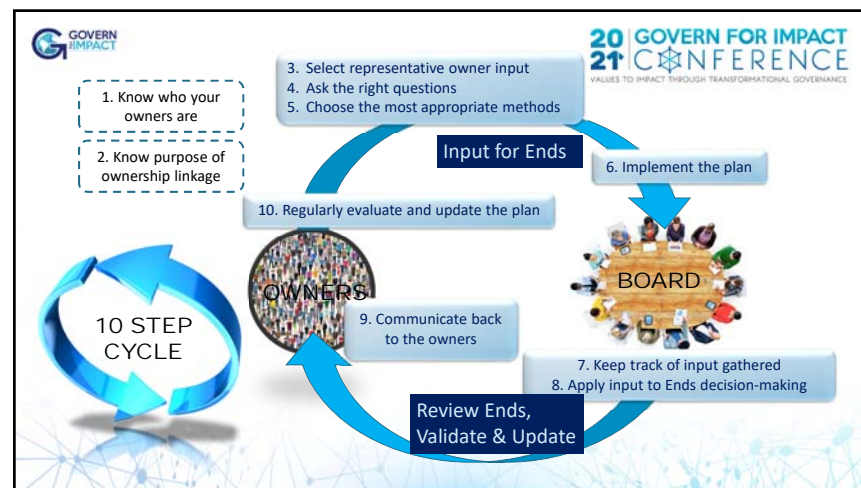 GOVERN
THE IMPACT
20 21 GOVERN FOR IMPACT
CONFERENCE
VALUES TO IMPACT THROUGH TRANSFORMATIONAL GOVERNANCE
1. Know who your
owners are
2. Know purpose of
ownership linkage
3. Select representative owner input
4. Ask the right questions
5. Choose the most appropriate methods
Input for Ends
6. Implement the plan
10. Regularly evaluate and update the plan
OWNERS
BOARD
10 STEP
CYCLE
9. Communicate back
to the owners
7. Keep track of input gathered
8. Apply input to Ends decision-making
Review Ends,
Validate & Update